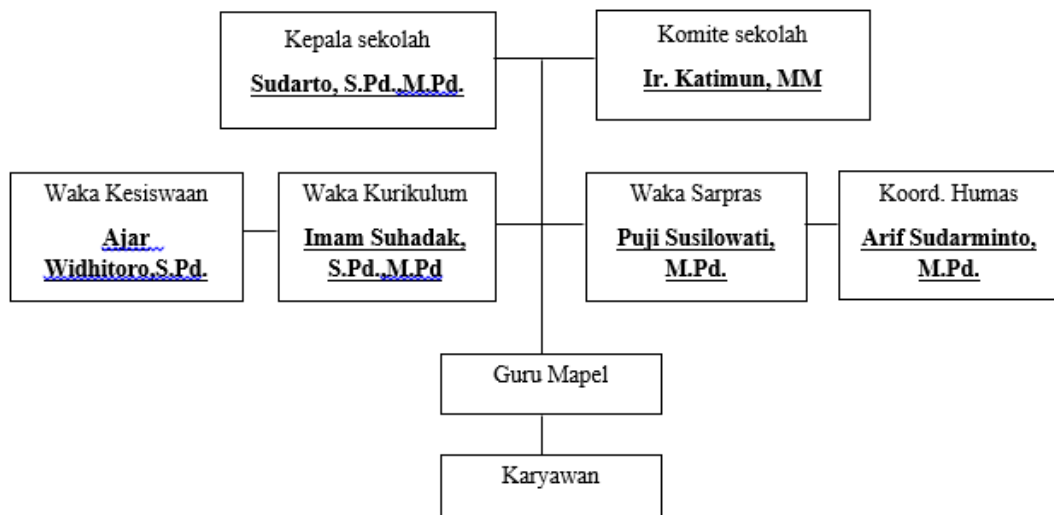 Kepala sekolah
Sudarto, S.Pd.,M.Pd.
Komite sekolah
Ir. Katimun, MM
Waka Kesiswaan
Ajar
Widhitoro,S.Pd.
Waka Kurikulum
Imam Suhadak,
S.Pd.,M.Pd
Waka Sarpras
Puji Susilowati,
M.Pd.
Koord. Humas
Arif Sudarminto,
M.Pd.
Guru Mapel
Karyawan